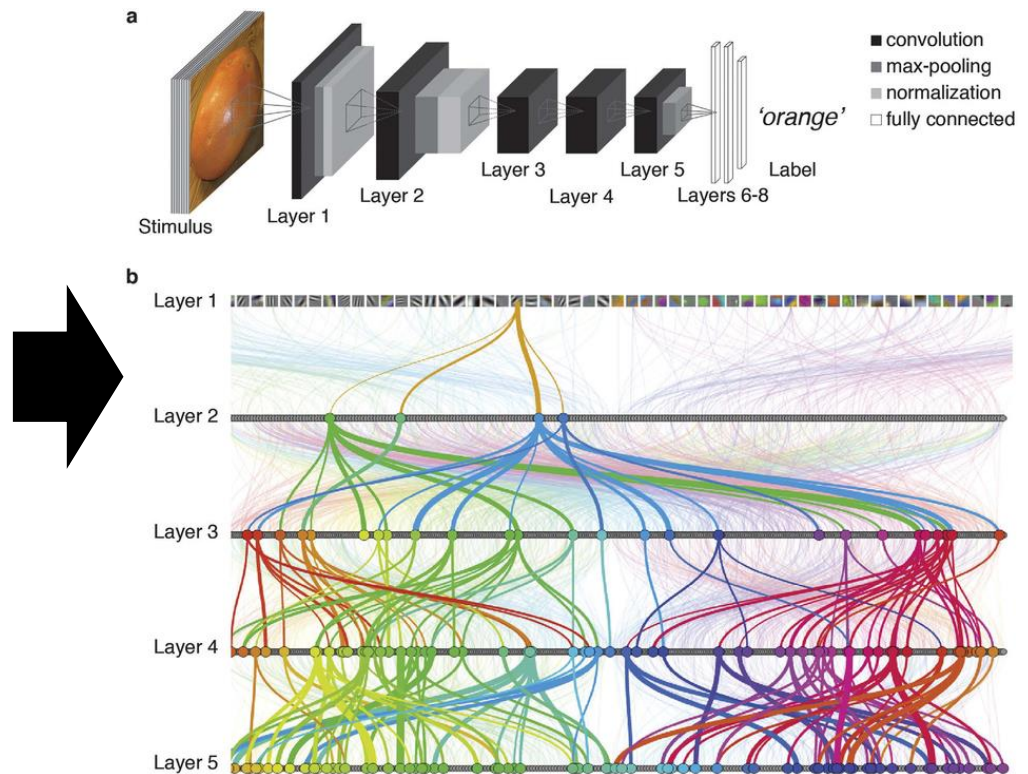 a
convolution
max-pooling
normalization
fully connected
'orange'
Layer 3
Layer 5
Label
Layer 2
Layer 4
Layers 6-8
Layer 1
Stimulus
b
Layer 1
Layer 2
Layer 3
Layer 4
Layer 5